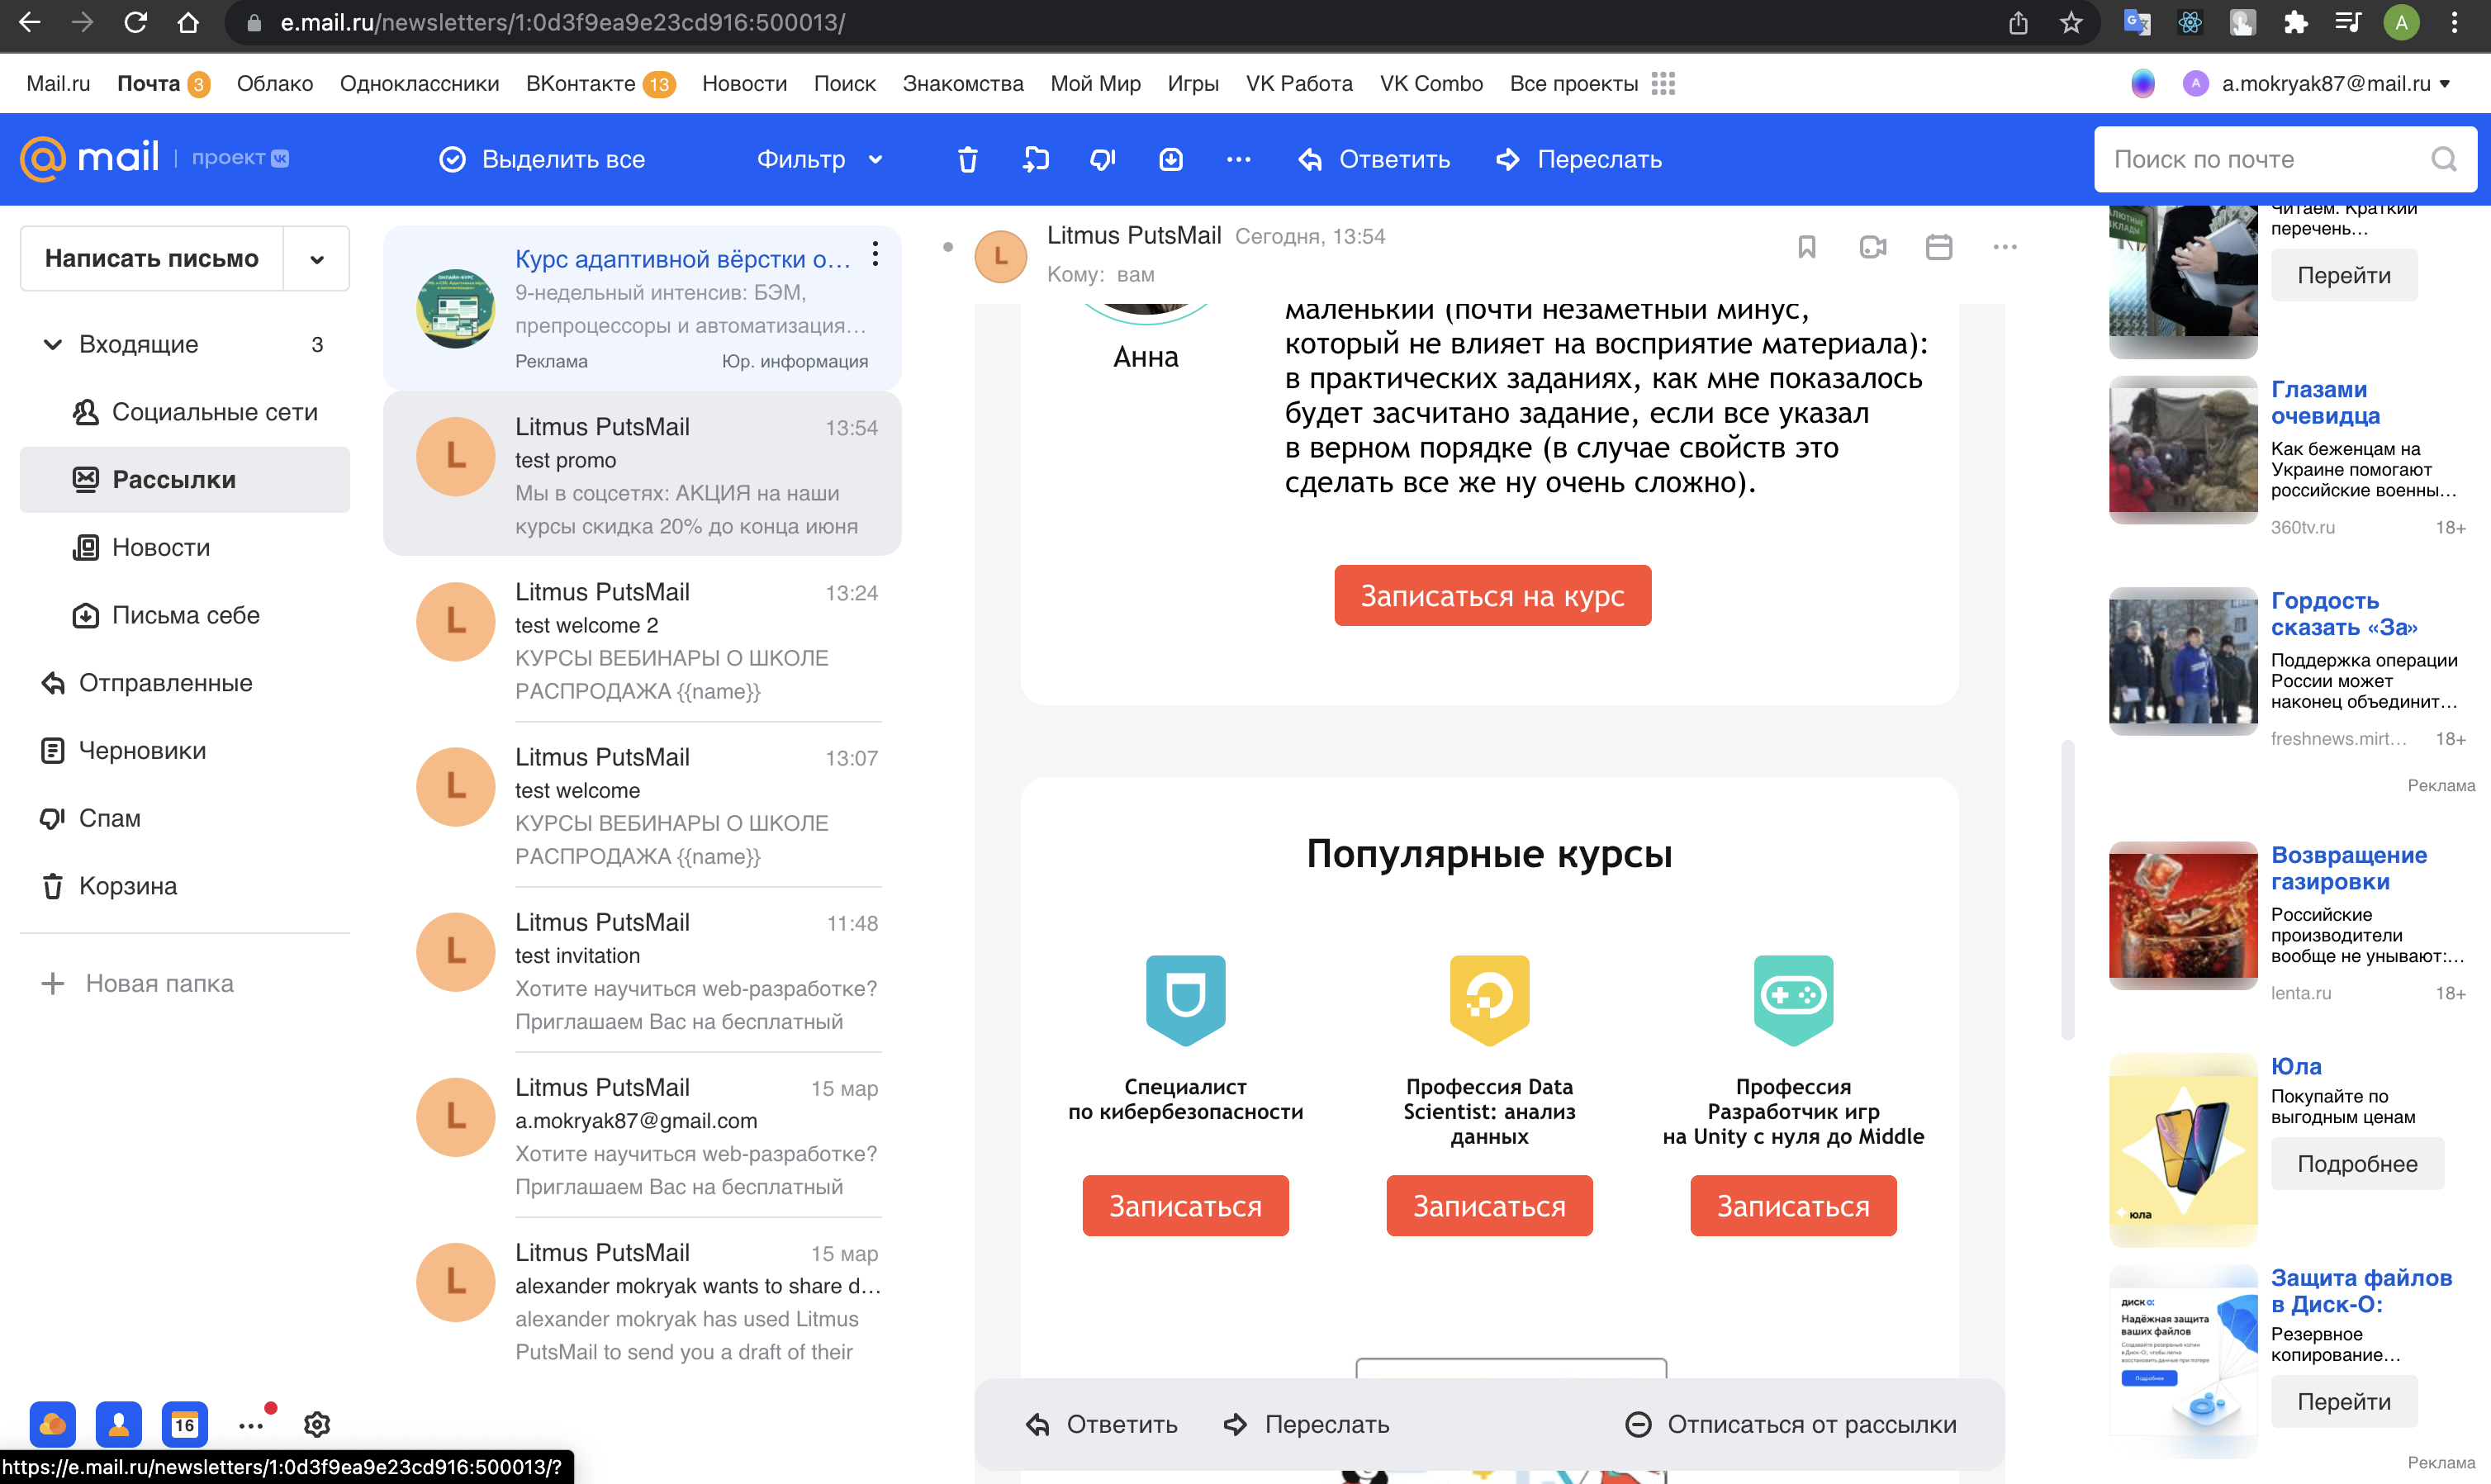 e.mail.ru/newsletters/1:0d3f9ea9e23cd916:500013/
A
Mail.ru Почта 3 Облако Одноклассники ВКонтакте 13 Новости Поиск Знакомства Мой Мир Игры VK Работа VK Combo Все проекты
A a.mokryak87@mail.ru
@mail проект
Выделить все
Фильтр
Ответить
Переслать
Поиск по почте
Написать письмо
Входящие 3
Социальные сети
Рассылки
Новости
Письма себе
Отправленные
Черновики
Спам
Корзина
Новая папка
16
https://e.mail.ru/newsletters/1:0d3f9ea9e23cd916:500013/?
Курс адаптивной вёрстки о...
9-недельный интенсив: БЭМ,
препроцессоры и автоматизация...
Реклама Юр. информация
L
Litmus PutsMail 13:54
test promo
Мы в соцсетях: АКЦИЯ на наши
курсы скидка 20% до конца июня
L
Litmus PutsMail 13:24
test welcome 2
КУРСЫ ВЕБИНАРЫ О ШКОЛЕ
РАСПРОДАЖА {{name}}
L
Litmus PutsMail 13:07
test welcome
КУРСЫ ВЕБИНАРЫ О ШКОЛЕ
РАСПРОДАЖА {{name}}
L
Litmus PutsMail 11:48
test invitation
Хотите научиться web-разработке?
Приглашаем Вас на бесплатный
L
Litmus PutsMail 15 мар
a.mokryak87@gmail.com
Хотите научиться web-разработке?
Приглашаем Вас на бесплатный
L
Litmus PutsMail 15 мар
alexander mokryak wants to share d...
alexander mokryak has used Litmus
PutsMail to send you a draft of their
L
Litmus PutsMail Сегодня, 13:54
Кому: вам
Анна
маленький (почти незаметный минус,
который не влияет на восприятие материала):
в практических заданиях, как мне показалось
будет засчитано задание, если все указал
в верном порядке (в случае свойств это
сделать все же ну очень сложно).
Записаться на курс
Популярные курсы
Специалист
по кибербезопасности
Записаться
Профессия Data
Scientist: анализ
данных
Записаться
Профессия
Разработчик игр
на Unity с нуля до Middle
Записаться
Ответить
Переслать
Отписаться от рассылки
Читаем. Краткий
перечень...
Перейти
Глазами
очевидца
Как беженцам на
Украине помогают
российские военны...
360tv.ru 18+
Гордость
сказать «За»
Поддержка операции
России может
наконец объединит...
freshnews.mirt... 18+
Реклама
Возвращение
газировки
Российские
производители
вообще не унывают:...
lenta.ru 18+
юла
Юла
Покупайте по
выгодным ценам
Подробнее
ДИСК О:
Надёжная защита
ваших файлов
Защита файлов
в Диск-О:
Резервное
копирование...
Перейти
Реклама